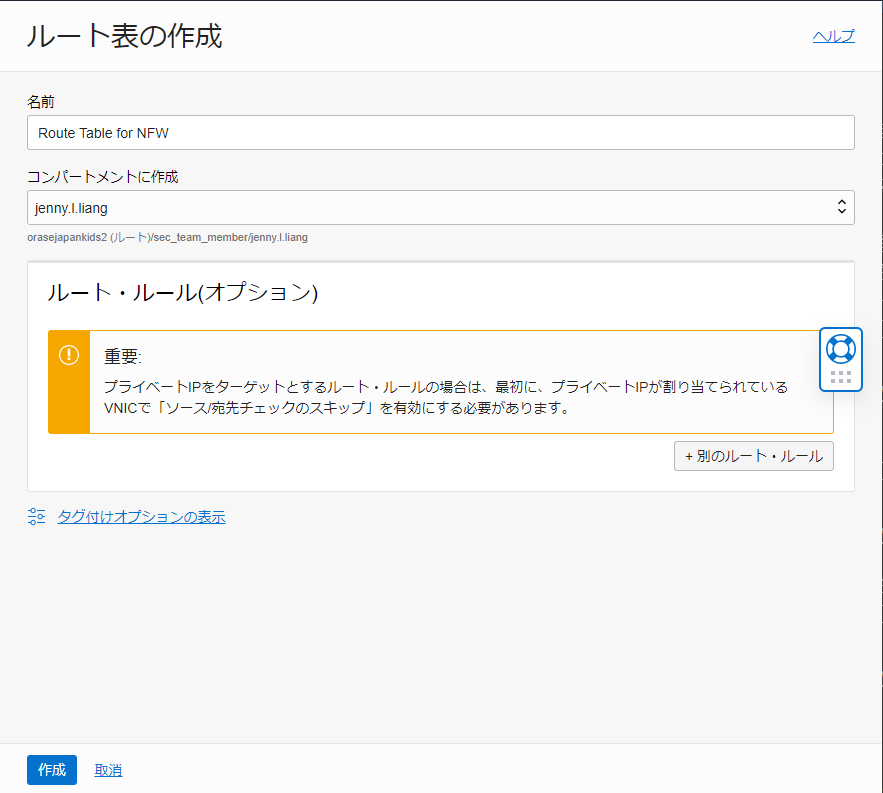 ルート表の作成
ヘルプ
名前
Route Table for NFW
コンパートメントに作成
jenny.l.liang
orasejapankids2 (ルート)/sec_team_member/jenny.l.liang
ルート・ルール(オプション)
重要:
プライベートIPをターゲットとするルート・ルールの場合は、最初に、プライベートIPが割り当てられている
VNICで「ソース/宛先チェックのスキップ」を有効にする必要があります。
+ 別のルート・ルール
タグ付けオプションの表示
作成
取消